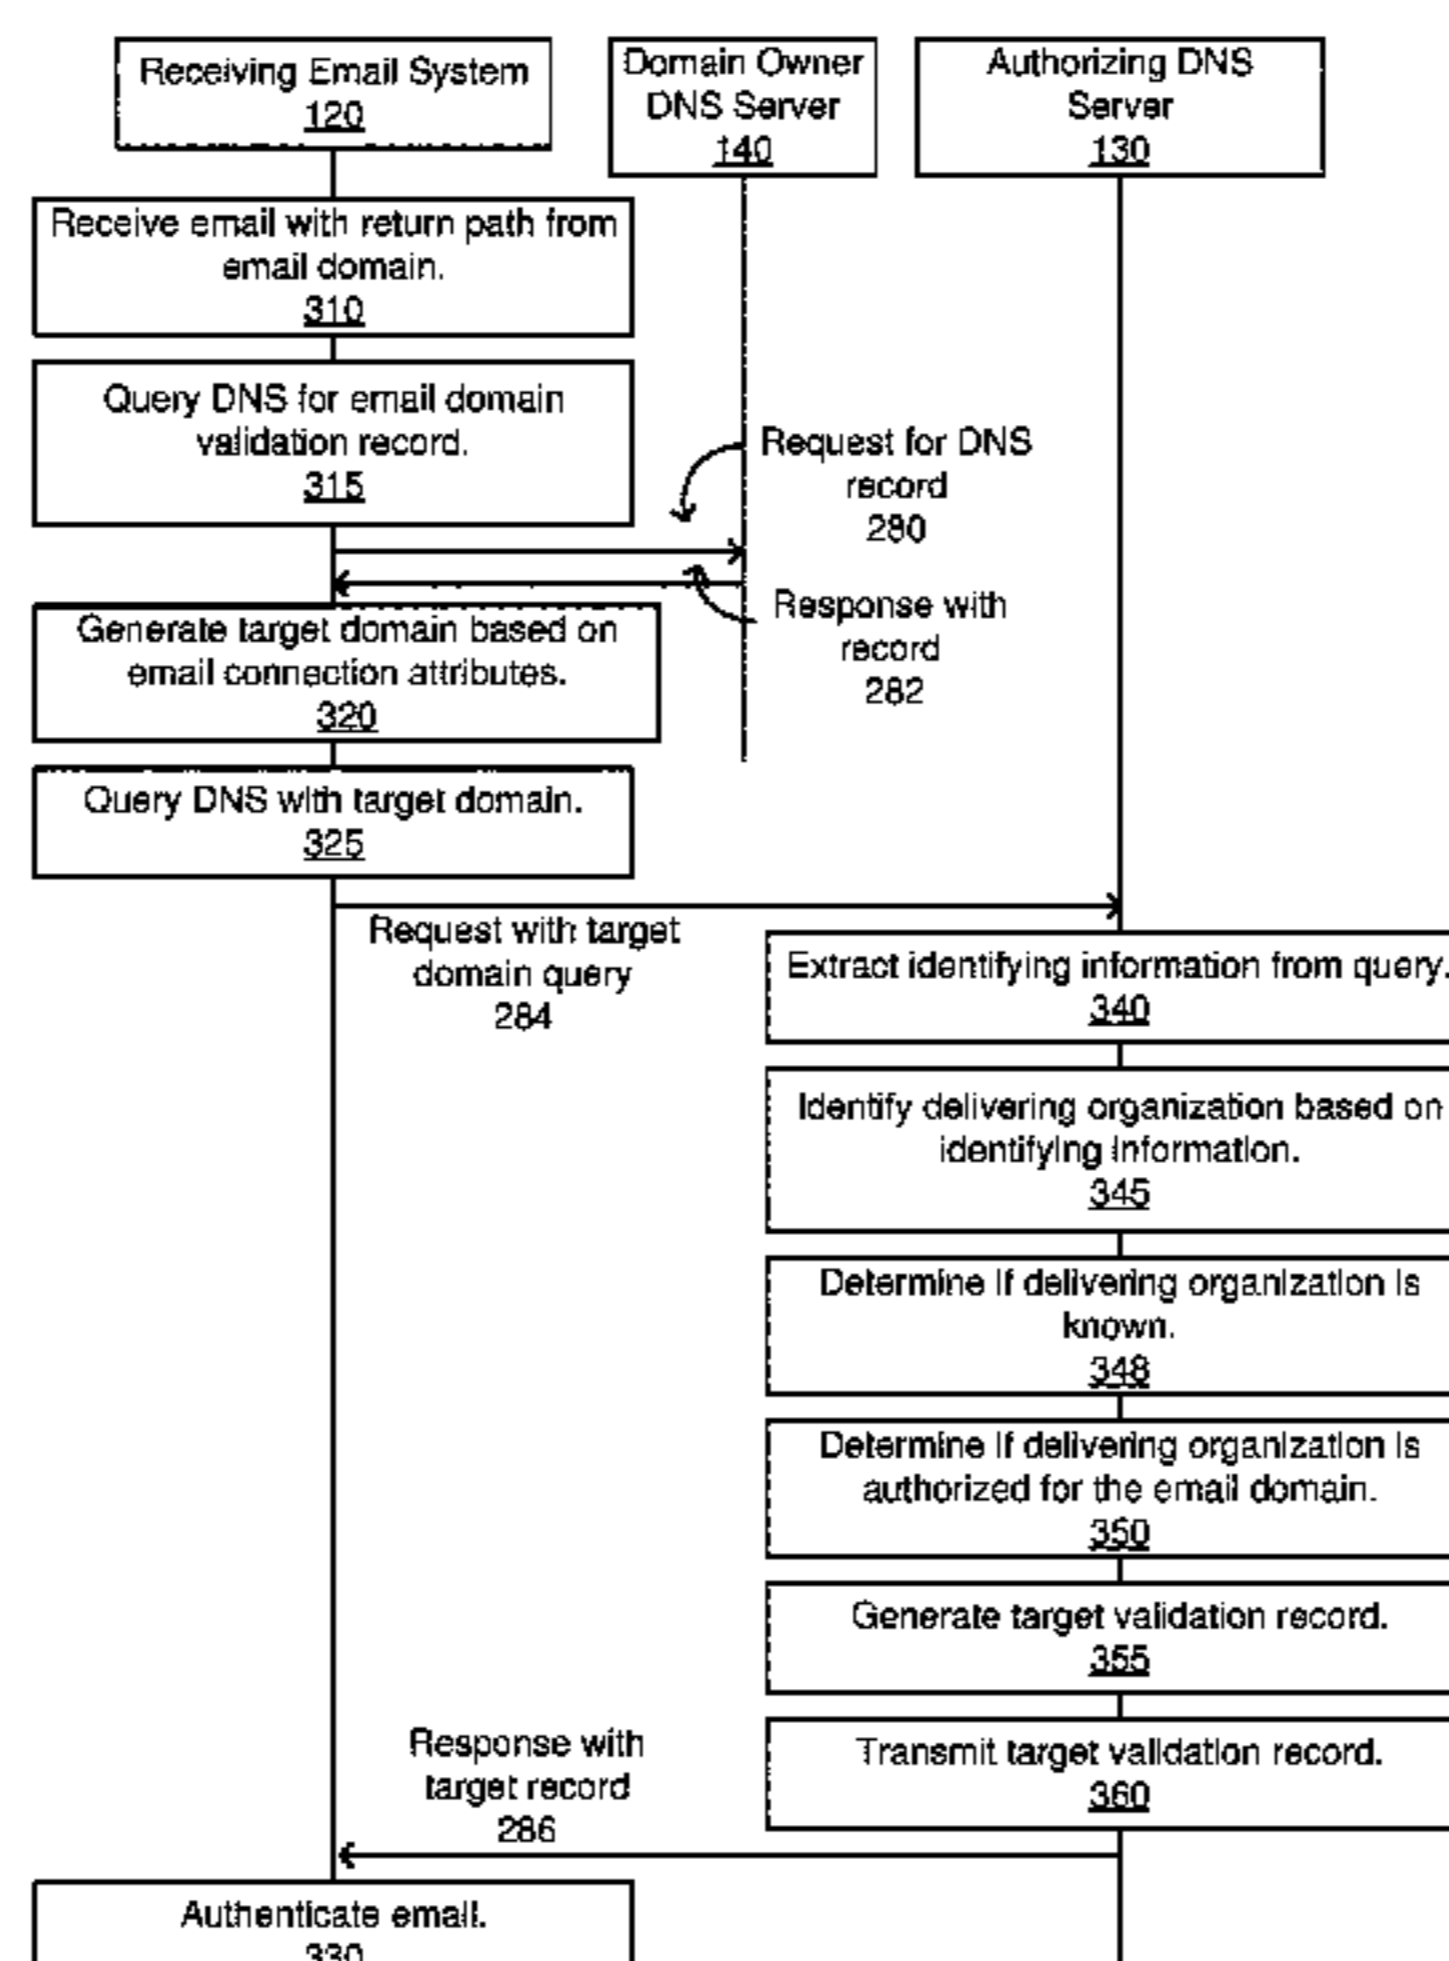 Receiving Email System
120
Domain Owner
DNS Server
140
Authorizing DNS
Server
130
Receive email with return path from
email domain.
310
Query DNS for email domain
validation record.
315
Request for DNS
record
280
Response with
record
282
Generate target domain based on
email connection attributes.
320
Query DNS with target domain.
325
Request with target
domain query
284
Extract identifying information from query.
340
Identify delivering organization based on
identifying information.
345
Determine if delivering organization is
known.
348
Determine if delivering organization is
authorized for the email domain.
350
Generate target validation record.
355
Transmit target validation record.
360
Response with
target record
286
Authenticate email.
330